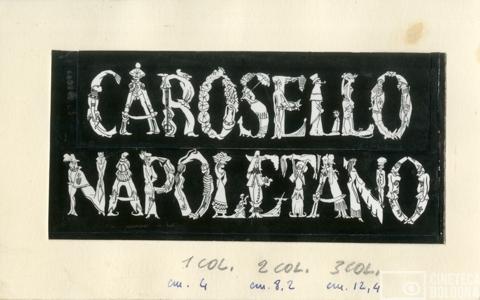 CAROSELLO
NAPOLETANO
1 COL. 2 COL. 3 COL.
cm. 4 cm. 8,2 cm. 12,4
CINETECA
BOLOGNA